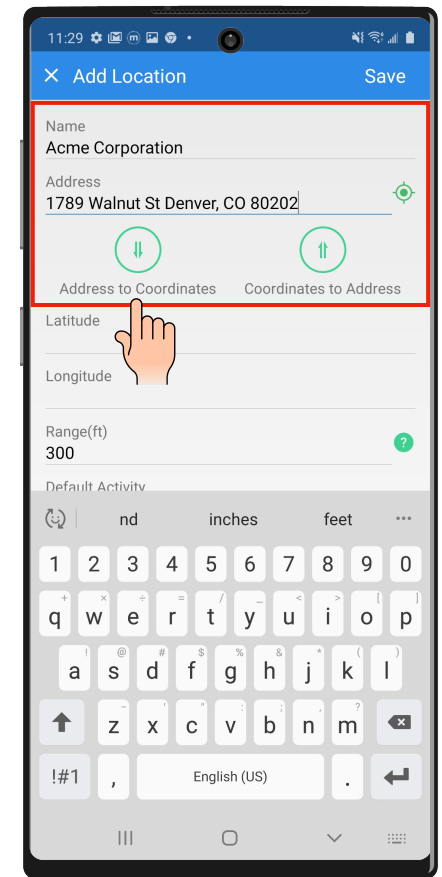 11:29
Add Location Save
Name
Acme Corporation
Address
1789 Walnut St Denver, CO 80202
Address to Coordinates Coordinates to Address
Latitude
Longitude
Range(ft)
300 ?
Default Activity
nd inches feet
1 2 3 4 5 6 7 8 9 0
+ × ÷ = / _ < > [ ]
q w e r t y u i o p
! @ # $ % & * ( )
a s d f g h j k l
- ' " : ; , ?
z x c v b n m
!#1 , English (US) .